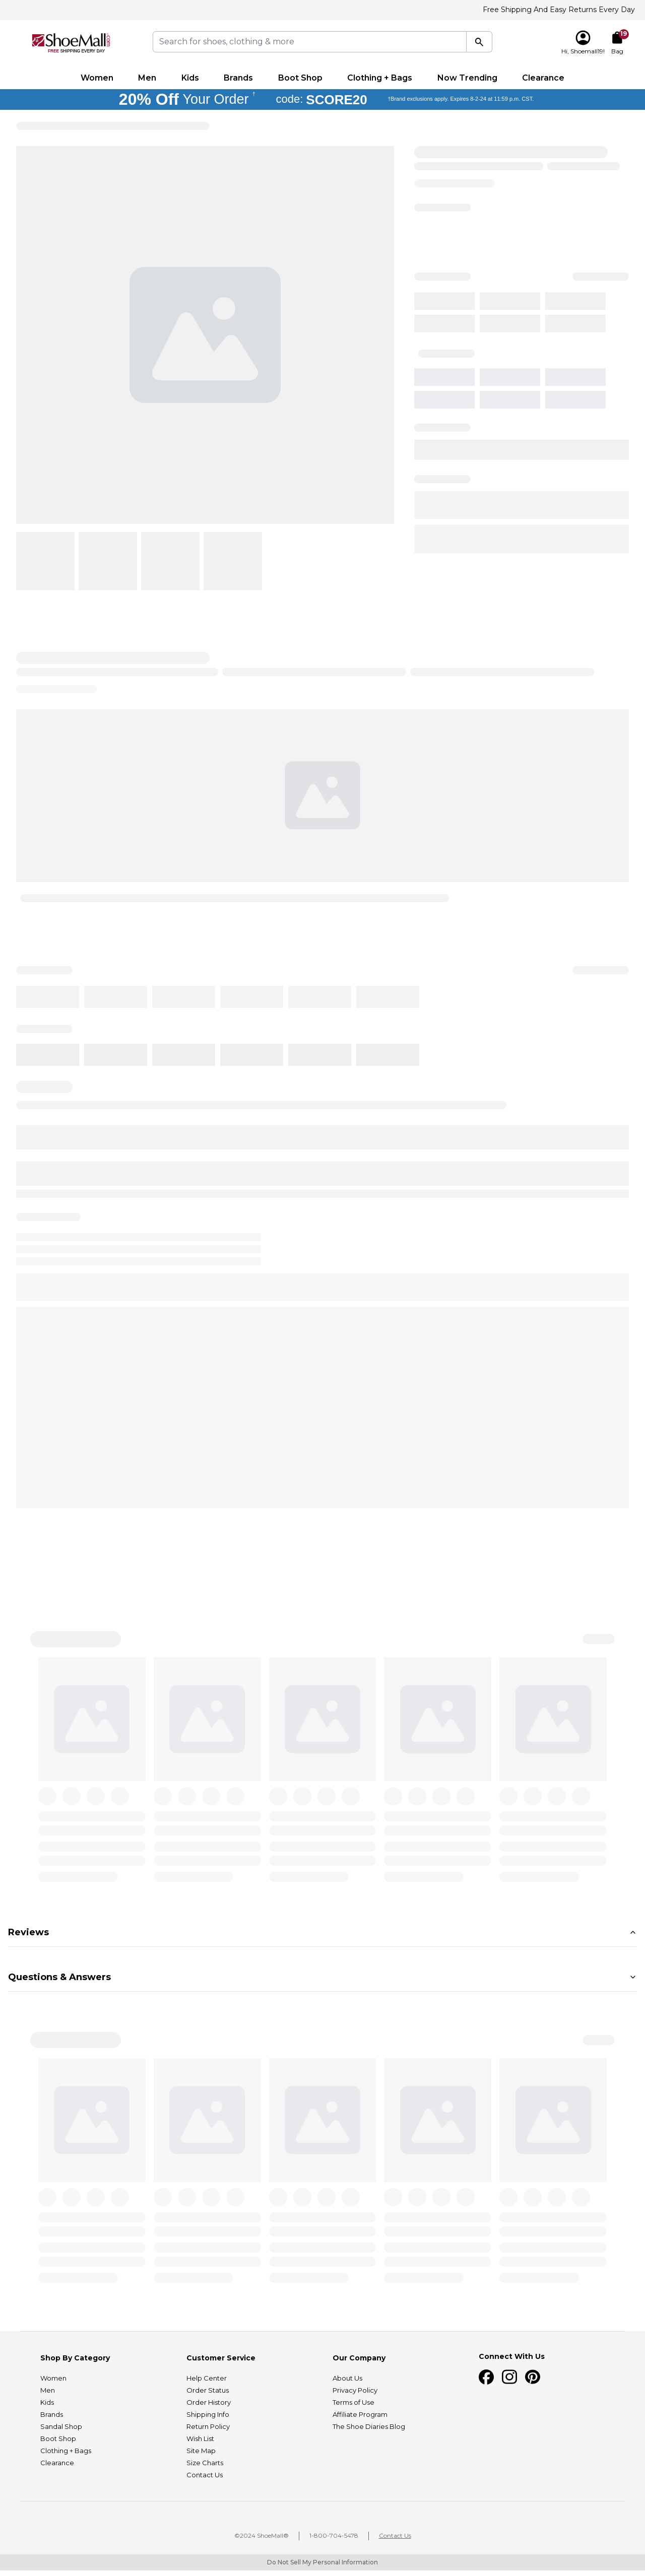 Free Shipping And Easy Returns Every Day
ShoeMall
FREE SHIPPING EVERY DAY
Search for shoes, clothing & more
19
Hi, Shoemall19! Bag
Women Men Kids Brands Boot Shop Clothing + Bags Now Trending Clearance
20% Off Your Order † code: SCORE20 †Brand exclusions apply. Expires 8-2-24 at 11:59 p.m. CST.
Reviews
Questions & Answers
Shop By Category
Women
Men
Kids
Brands
Sandal Shop
Boot Shop
Clothing + Bags
Clearance
Customer Service
Help Center
Order Status
Order History
Shipping Info
Return Policy
Wish List
Site Map
Size Charts
Contact Us
Our Company
About Us
Privacy Policy
Terms of Use
Affiliate Program
The Shoe Diaries Blog
Connect With Us
©2024 ShoeMall® | 1-800-704-5478 | Contact Us
Do Not Sell My Personal Information